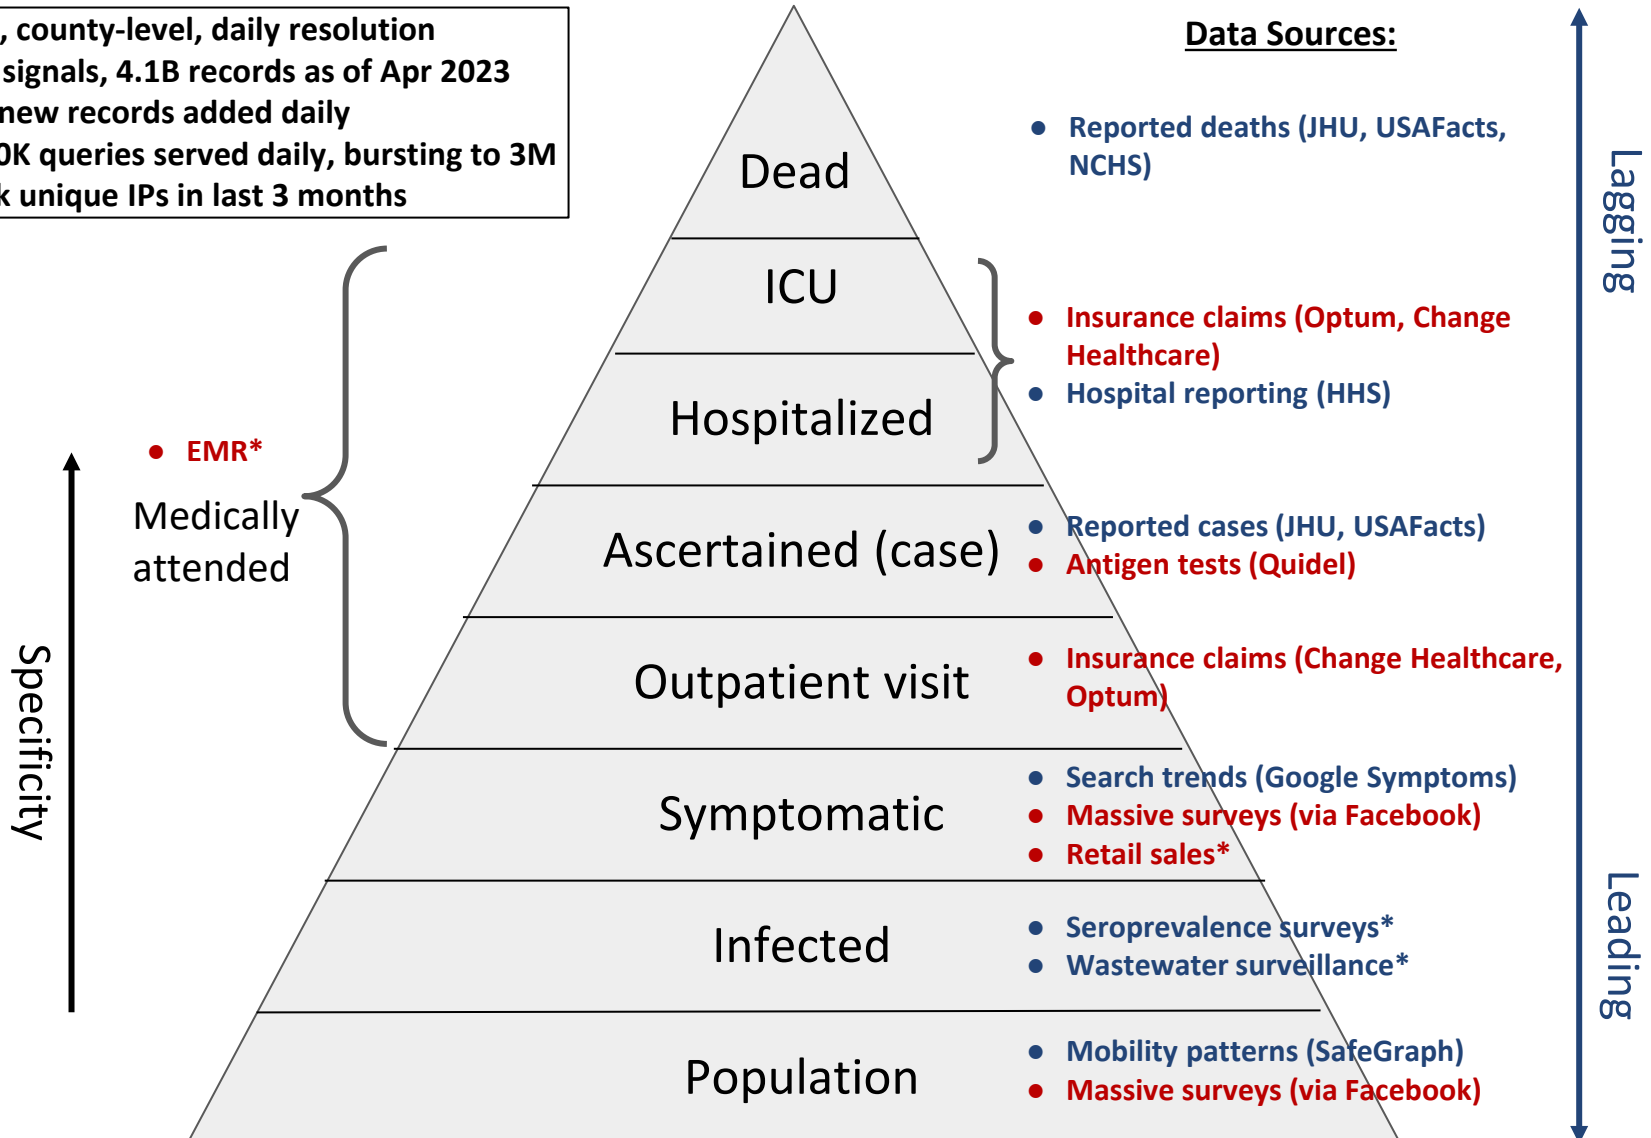 , county-level, daily resolution
signals, 4.1B records as of Apr 2023
new records added daily
0K queries served daily, bursting to 3M
k unique IPs in last 3 months
Data Sources:
● Reported deaths (JHU, USAFacts,
NCHS)
Dead
Lagging
ICU
● Insurance claims (Optum, Change
Healthcare)
● Hospital reporting (HHS)
Hospitalized
● EMR*
Medically
attended
Ascertained (case)
● Reported cases (JHU, USAFacts)
● Antigen tests (Quidel)
Outpatient visit
● Insurance claims (Change Healthcare,
Optum)
Specificity
Symptomatic
● Search trends (Google Symptoms)
● Massive surveys (via Facebook)
● Retail sales*
Leading
Infected
● Seroprevalence surveys*
● Wastewater surveillance*
Population
● Mobility patterns (SafeGraph)
● Massive surveys (via Facebook)